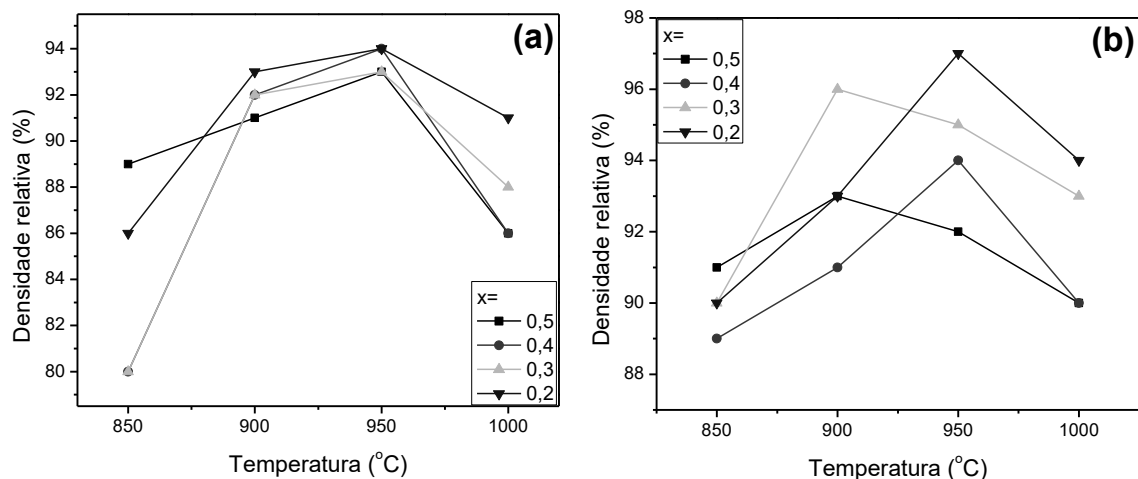 (a)
Densidade relativa (%)
94
92
90
88
86
84
82
80
x=
0,5
0,4
0,3
0,2
850 900 950 1000
Temperatura (°C)
(b)
Densidade relativa (%)
98
96
94
92
90
88
x=
0,5
0,4
0,3
0,2
850 900 950 1000
Temperatura (°C)